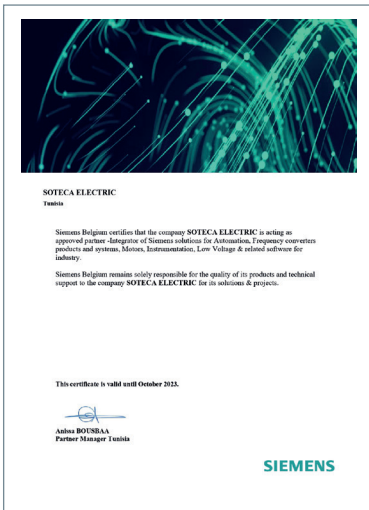 SOTECA ELECTRIC
Tunisia
Siemens Belgium certifies that the company SOTECA ELECTRIC is acting as
approved partner -Integrator of Siemens solutions for Automation, Frequency converters
products and systems, Motors, Instrumentation, Low Voltage & related software for
industry.
Siemens Belgium remains solely responsible for the quality of its products and technical
support to the company SOTECA ELECTRIC for its solutions & projects.
This certificate is valid until October 2023.
Anissa BOUSBAA
Partner Manager Tunisia
SIEMENS